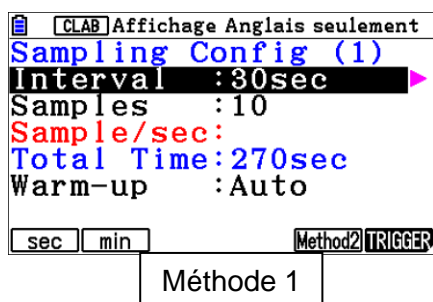 CLAB Affichage Anglais seulement
Sampling Config (1)
Interval :30sec
Samples :10
Sample/sec:
Total Time:270sec
Warm-up :Auto
sec min Method2 TRIGGER
Méthode 1